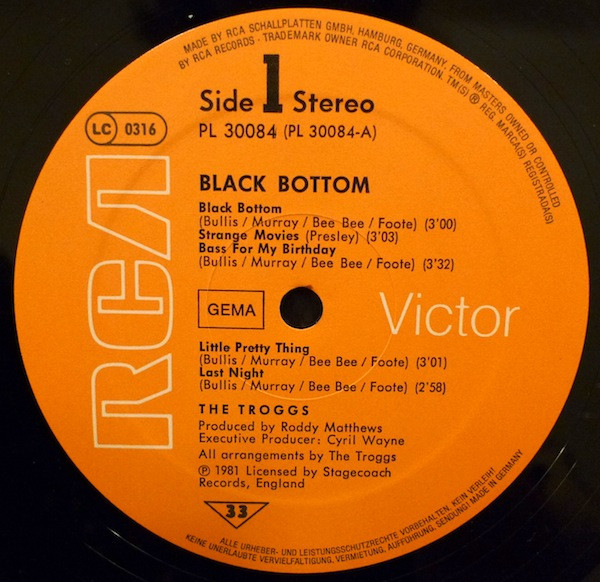 MADE BY RCA SCHALLPLATTEN GMBH, HAMBURG, GERMANY, FROM MASTERS OWNED OR CONTROLLED
BY RCA RECORDS - TRADEMARK OWNER RCA CORPORATION. TM(S) ® REG. MARCA(S) REGISTRADA(S)
Side 1 Stereo
PL 30084 (PL 30084-A)
LC 0316
RCA
BLACK BOTTOM
Black Bottom
(Bullis / Murray / Bee Bee / Foote) (3'00)
Strange Movies (Presley) (3'03)
Bass For My Birthday
(Bullis / Murray / Bee Bee / Foote) (3'32)
GEMA
Victor
Little Pretty Thing
(Bullis / Murray / Bee Bee / Foote) (3'01)
Last Night
(Bullis / Murray / Bee Bee / Foote) (2'58)
THE TROGGS
Produced by Roddy Matthews
Executive Producer: Cyril Wayne
All arrangements by The Troggs
℗ 1981 Licensed by Stagecoach
Records, England
33
ALLE URHEBER- UND LEISTUNGSSCHUTZRECHTE VORBEHALTEN. KEIN VERLEIH!
KEINE UNERLAUBTE VERVIELFÄLTIGUNG, VERMIETUNG, AUFFÜHRUNG, SENDUNG! MADE IN GERMANY